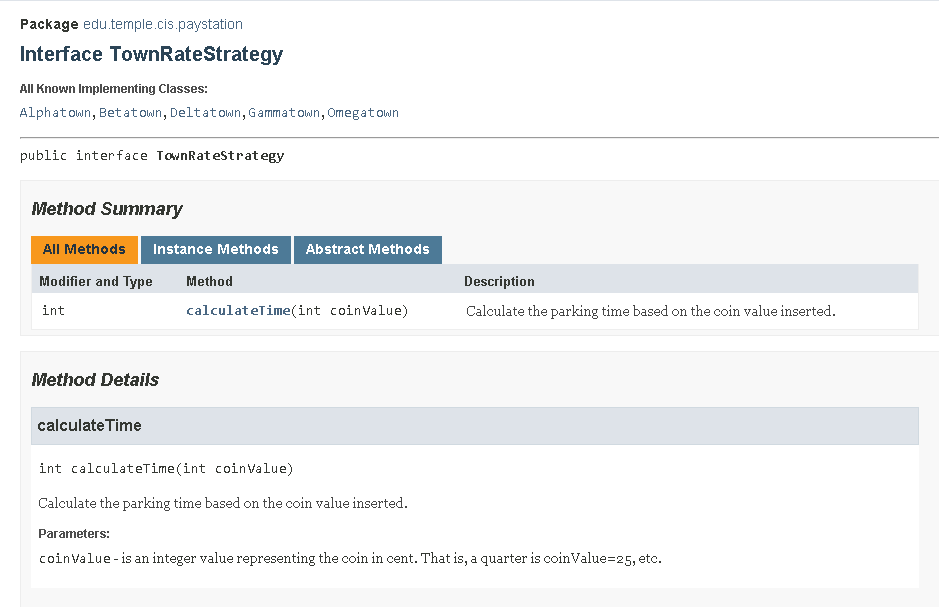 Package edu.temple.cis.paystation
Interface TownRateStrategy
All Known Implementing Classes:
Alphatown, Betatown, Deltatown, Gammatown, Omegatown
public interface TownRateStrategy
Method Summary
All Methods Instance Methods Abstract Methods
Modifier and Type Method Description
int calculateTime(int coinValue) Calculate the parking time based on the coin value inserted.
Method Details
calculateTime
int calculateTime(int coinValue)
Calculate the parking time based on the coin value inserted.
Parameters:
coinValue - is an integer value representing the coin in cent. That is, a quarter is coinValue=25, etc.